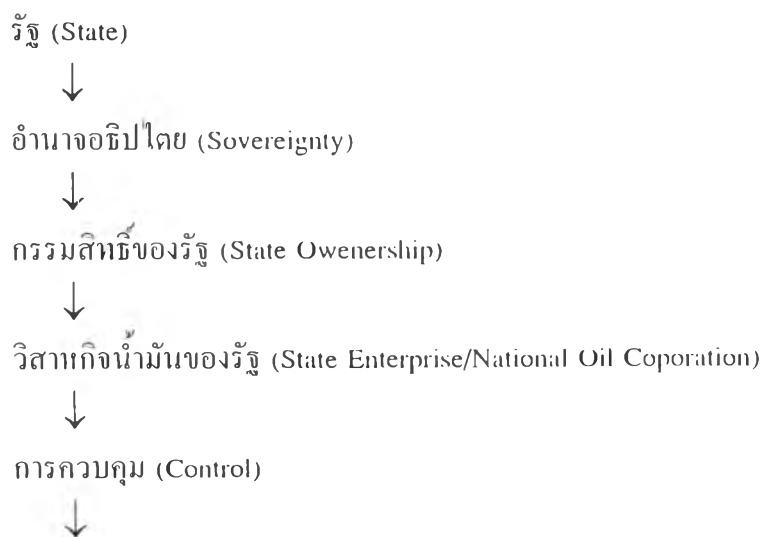 รัฐ (State)
↓
อำนาจอธิปไตย (Sovereignty)
↓
กรรมสิทธิ์ของรัฐ (State Owenership)
↓
วิสาหกิจน้ำมันของรัฐ (State Enterprise/National Oil Coporation)
↓
การควบคุม (Control)
↓